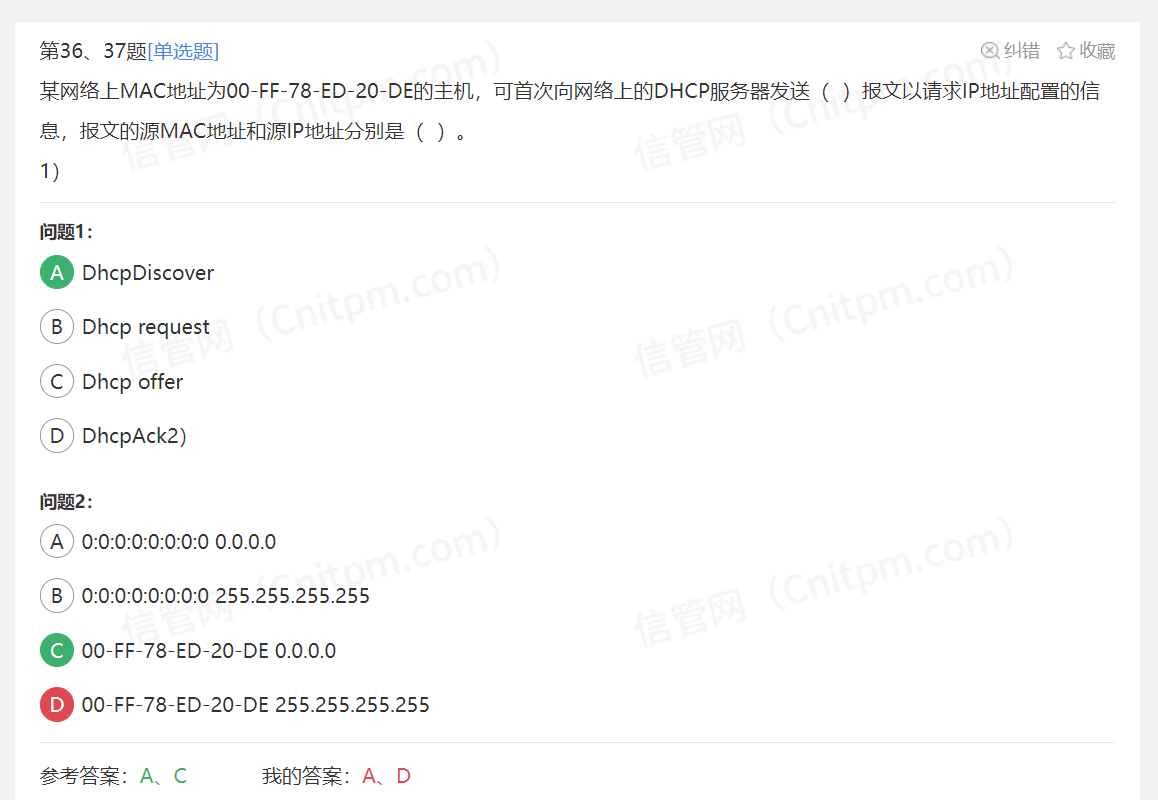 第36、37题[单选题] 纠错 收藏
某网络上MAC地址为00-FF-78-ED-20-DE的主机，可首次向网络上的DHCP服务器发送（ ）报文以请求IP地址配置的信
息，报文的源MAC地址和源IP地址分别是（ ）。
1)
问题1：
A DhcpDiscover
B Dhcp request
C Dhcp offer
D DhcpAck2)
问题2：
A 0:0:0:0:0:0:0:0 0.0.0.0
B 0:0:0:0:0:0:0:0 255.255.255.255
C 00-FF-78-ED-20-DE 0.0.0.0
D 00-FF-78-ED-20-DE 255.255.255.255
参考答案：A、C 我的答案：A、D
信管网（Cnitpm.com）
信管网（Cnitpm.com）
信管网（Cnitpm.com）
信管网（Cnitpm.com）
信管网（Cnitpm.com）
信管网（Cnitpm.com）